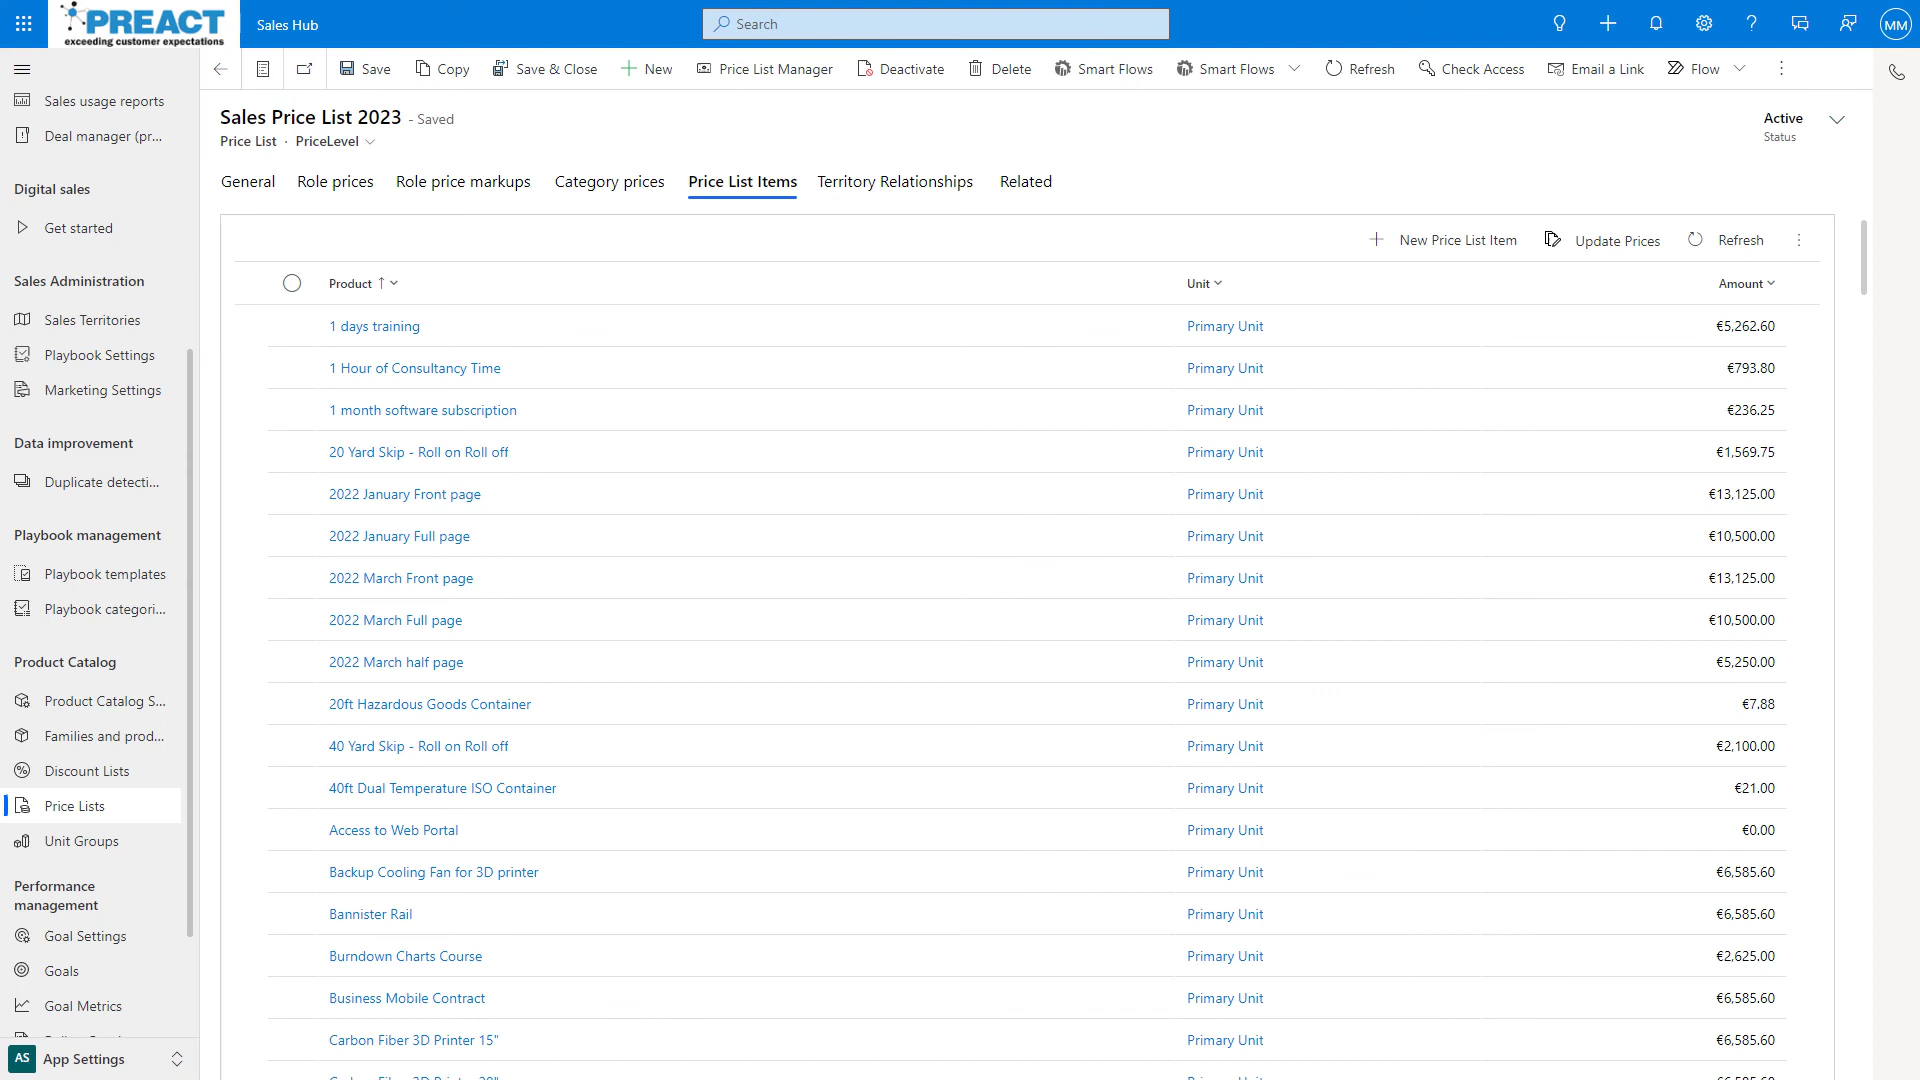 PREACT
exceeding customer expectations
Sales Hub
Search
MM
Save
Copy
Save & Close
New
Price List Manager
Deactivate
Delete
Smart Flows
Smart Flows
Refresh
Check Access
Email a Link
Flow
Sales usage reports
Deal manager (pr...
Digital sales
Get started
Sales Administration
Sales Territories
Playbook Settings
Marketing Settings
Data improvement
Duplicate detecti...
Playbook management
Playbook templates
Playbook categori...
Product Catalog
Product Catalog S...
Families and prod...
Discount Lists
Price Lists
Unit Groups
Performance
management
Goal Settings
Goals
Goal Metrics
AS App Settings
Sales Price List 2023 - Saved
Price List · PriceLevel
Active
Status
General Role prices Role price markups Category prices Price List Items Territory Relationships Related
New Price List Item Update Prices Refresh
Product ↑ Unit Amount
1 days training Primary Unit €5,262.60
1 Hour of Consultancy Time Primary Unit €793.80
1 month software subscription Primary Unit €236.25
20 Yard Skip - Roll on Roll off Primary Unit €1,569.75
2022 January Front page Primary Unit €13,125.00
2022 January Full page Primary Unit €10,500.00
2022 March Front page Primary Unit €13,125.00
2022 March Full page Primary Unit €10,500.00
2022 March half page Primary Unit €5,250.00
20ft Hazardous Goods Container Primary Unit €7.88
40 Yard Skip - Roll on Roll off Primary Unit €2,100.00
40ft Dual Temperature ISO Container Primary Unit €21.00
Access to Web Portal Primary Unit €0.00
Backup Cooling Fan for 3D printer Primary Unit €6,585.60
Bannister Rail Primary Unit €6,585.60
Burndown Charts Course Primary Unit €2,625.00
Business Mobile Contract Primary Unit €6,585.60
Carbon Fiber 3D Printer 15" Primary Unit €6,585.60